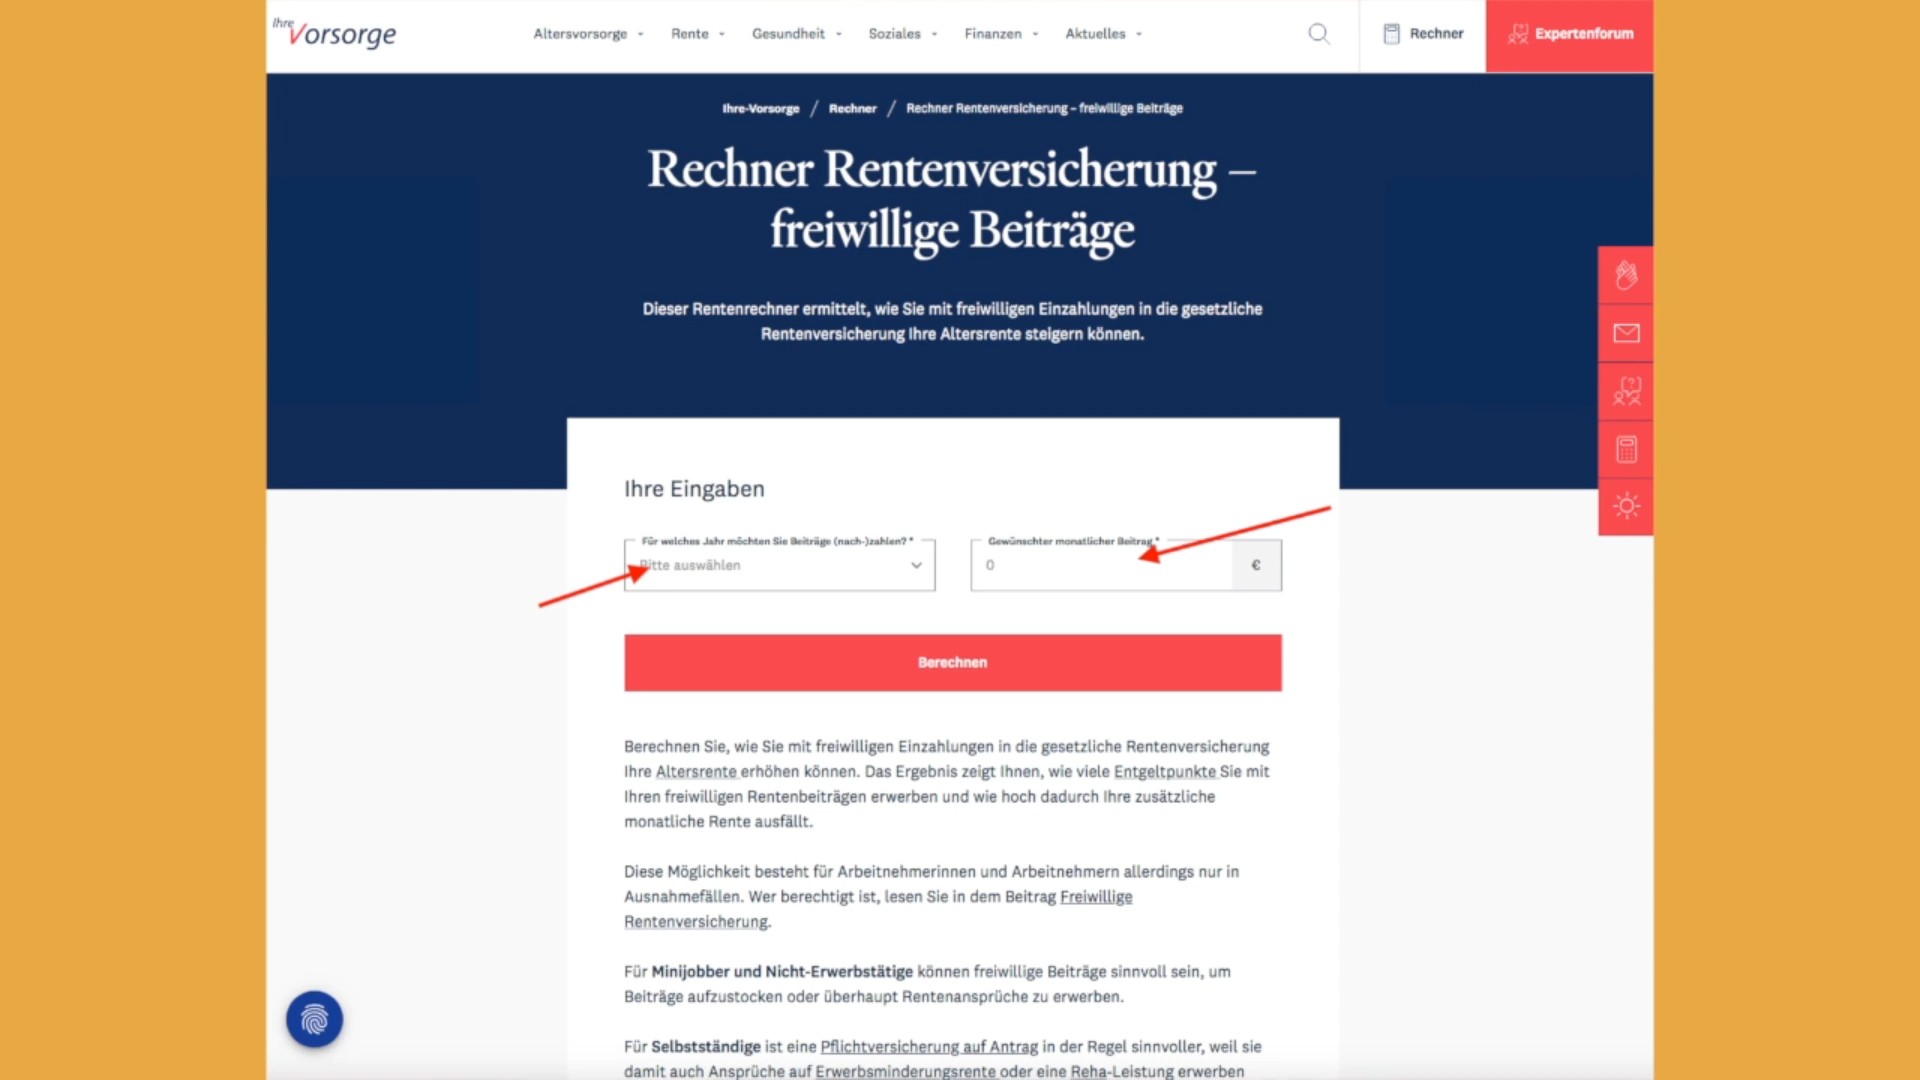 Ihre Vorsorge
Altersvorsorge Rente Gesundheit Soziales Finanzen Aktuelles
Rechner
Expertenforum
Ihre-Vorsorge / Rechner / Rechner Rentenversicherung – freiwillige Beiträge
Rechner Rentenversicherung –
freiwillige Beiträge
Dieser Rentenrechner ermittelt, wie Sie mit freiwilligen Einzahlungen in die gesetzliche
Rentenversicherung Ihre Altersrente steigern können.
Ihre Eingaben
Für welches Jahr möchten Sie Beiträge (nach-)zahlen? *
Bitte auswählen
Gewünschter monatlicher Beitrag *
0 €
Berechnen
Berechnen Sie, wie Sie mit freiwilligen Einzahlungen in die gesetzliche Rentenversicherung
Ihre Altersrente erhöhen können. Das Ergebnis zeigt Ihnen, wie viele Entgeltpunkte Sie mit
Ihren freiwilligen Rentenbeiträgen erwerben und wie hoch dadurch Ihre zusätzliche
monatliche Rente ausfällt.
Diese Möglichkeit besteht für Arbeitnehmerinnen und Arbeitnehmern allerdings nur in
Ausnahmefällen. Wer berechtigt ist, lesen Sie in dem Beitrag Freiwillige
Rentenversicherung.
Für Minijobber und Nicht-Erwerbstätige können freiwillige Beiträge sinnvoll sein, um
Beiträge aufzustocken oder überhaupt Rentenansprüche zu erwerben.
Für Selbstständige ist eine Pflichtversicherung auf Antrag in der Regel sinnvoller, weil sie
damit auch Ansprüche auf Erwerbsminderungsrente oder eine Reha-Leistung erwerben